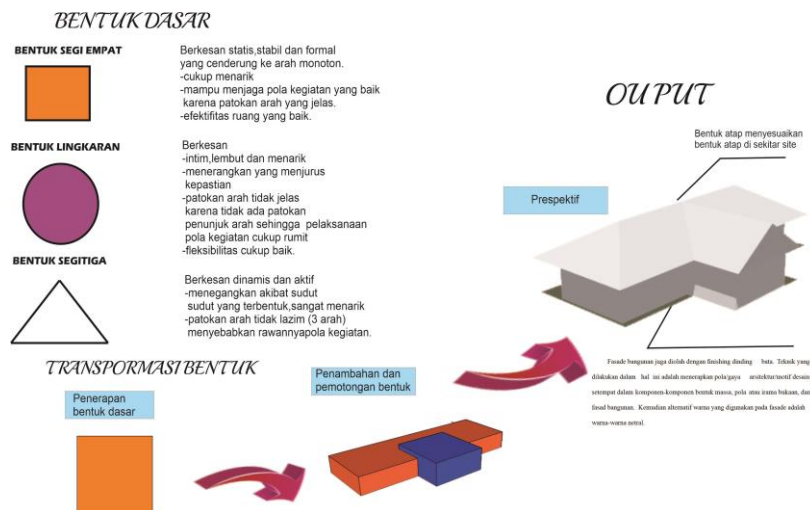 BENTUK DASAR
BENTUK SEGI EMPAT
Berkesan statis,stabil dan formal
yang cenderung ke arah monoton.
-cukup menarik
-mampu menjaga pola kegiatan yang baik
karena patokan arah yang jelas.
-efektifitas ruang yang baik.
BENTUK LINGKARAN
Berkesan
-intim,lembut dan menarik
-menerangkan yang menjurus
kepastian
-patokan arah tidak jelas
karena tidak ada patokan
penunjuk arah sehingga pelaksanaan
pola kegiatan cukup rumit
-fleksibilitas cukup baik.
BENTUK SEGITIGA
Berkesan dinamis dan aktif
-menegangkan akibat sudut
sudut yang terbentuk,sangat menarik
-patokan arah tidak lazim (3 arah)
menyebabkan rawannyapola kegiatan.
TRANSPORMASI BENTUK
Penerapan
bentuk dasar
Penambahan dan
pemotongan bentuk
OUPUT
Bentuk atap menyesuaikan
bentuk atap di sekitar site
Prespektif
Fasade bangunan juga diolah dengan finishing dinding bata. Teknik yang
dilakukan dalam hal ini adalah menerapkan pola/gaya arsitektur/motif desain
setempat dalam komponen-komponen bentuk massa, pola atau irama bukaan, dan
fasad bangunan. Kemudian alternatif warna yang digunakan pada fasade adalah
warna-warna netral.